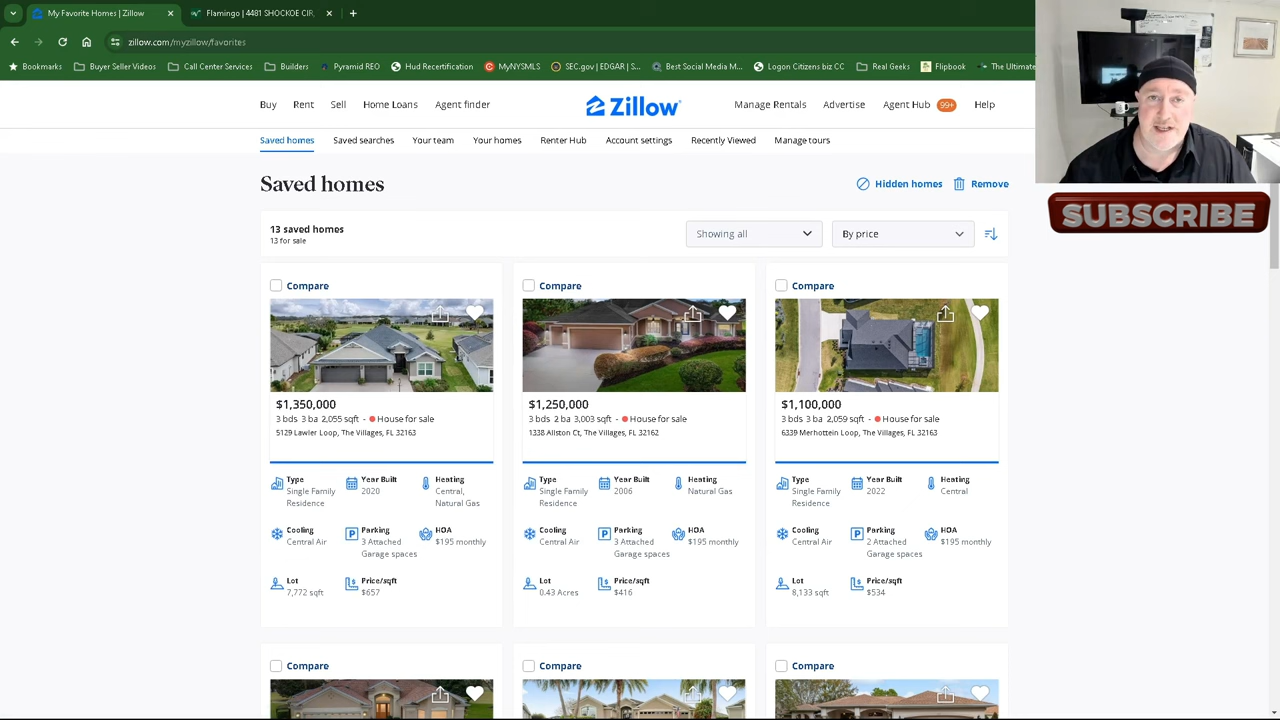 My Favorite Homes | Zillow
Flamingo | 4481 SHOCKOE CIR,
zillow.com/myzillow/favorites
Bookmarks Buyer Seller Videos Call Center Services Builders Pyramid REO Hud Recertification My NYSMLS SEC.gov | EDGAR | S... Best Social Media M... Logon Citizens biz CC Real Geeks Flipbook The Ultimate
Buy Rent Sell Home Loans Agent finder Zillow Manage Rentals Advertise Agent Hub 99+ Help
Saved homes Saved searches Your team Your homes Renter Hub Account settings Recently Viewed Manage tours
Saved homes
Hidden homes Remove
SUBSCRIBE
13 saved homes
13 for sale
Showing all
By price
Compare
$1,350,000
3 bds 3 ba 2,055 sqft - House for sale
5129 Lawler Loop, The Villages, FL 32163
Type
Single Family
Residence
Year Built
2020
Heating
Central,
Natural Gas
Cooling
Central Air
Parking
3 Attached
Garage spaces
HOA
$195 monthly
Lot
7,772 sqft
Price/sqft
$657
Compare
$1,250,000
3 bds 2 ba 3,003 sqft - House for sale
1338 Allston Ct, The Villages, FL 32162
Type
Single Family
Residence
Year Built
2006
Heating
Natural Gas
Cooling
Central Air
Parking
3 Attached
Garage spaces
HOA
$195 monthly
Lot
0.43 Acres
Price/sqft
$416
Compare
$1,100,000
3 bds 3 ba 2,059 sqft - House for sale
6339 Merhottein Loop, The Villages, FL 32163
Type
Single Family
Residence
Year Built
2022
Heating
Central
Cooling
Central Air
Parking
2 Attached
Garage spaces
HOA
$195 monthly
Lot
8,133 sqft
Price/sqft
$534
Compare
Compare
Compare